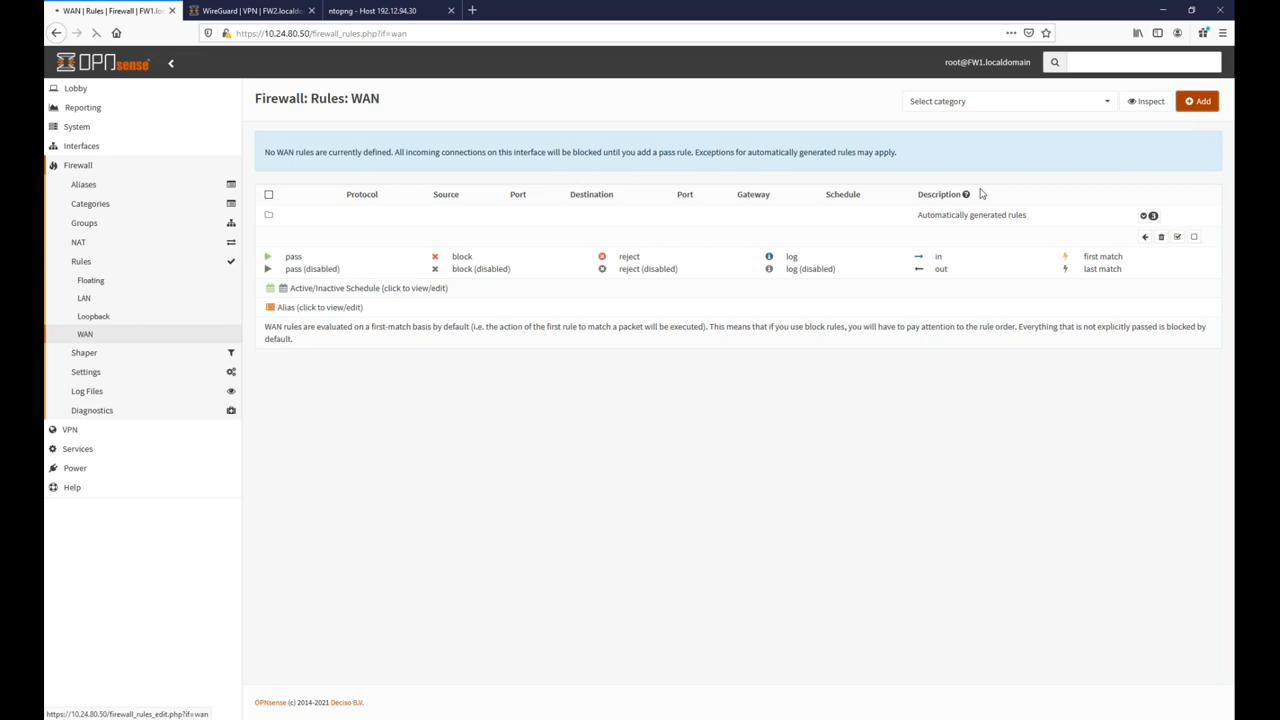 WAN | Rules | Firewall | FW1.loc
WireGuard | VPN | FW2.localdo
ntopng - Host 192.12.94.30
https://10.24.80.50/firewall_rules.php?if=wan
OPNsense
root@FW1.localdomain
Lobby
Reporting
System
Interfaces
Firewall
Aliases
Categories
Groups
NAT
Rules
Floating
LAN
Loopback
WAN
Shaper
Settings
Log Files
Diagnostics
VPN
Services
Power
Help
Firewall: Rules: WAN
Select category
Inspect
Add
No WAN rules are currently defined. All incoming connections on this interface will be blocked until you add a pass rule. Exceptions for automatically generated rules may apply.
Protocol Source Port Destination Port Gateway Schedule Description
Automatically generated rules 3
pass block reject log in first match
pass (disabled) block (disabled) reject (disabled) log (disabled) out last match
Active/Inactive Schedule (click to view/edit)
Alias (click to view/edit)
WAN rules are evaluated on a first-match basis by default (i.e. the action of the first rule to match a packet will be executed). This means that if you use block rules, you will have to pay attention to the rule order. Everything that is not explicitly passed is blocked by
default.
OPNsense (c) 2014-2021 Deciso B.V.
https://10.24.80.50/firewall_rules_edit.php?if=wan